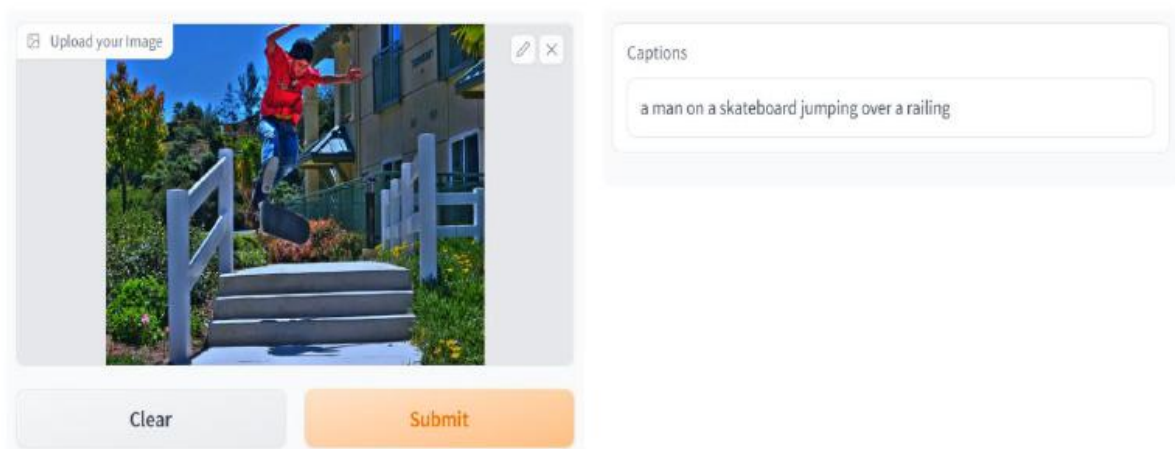 Upload your Image
Captions
a man on a skateboard jumping over a railing
Clear
Submit